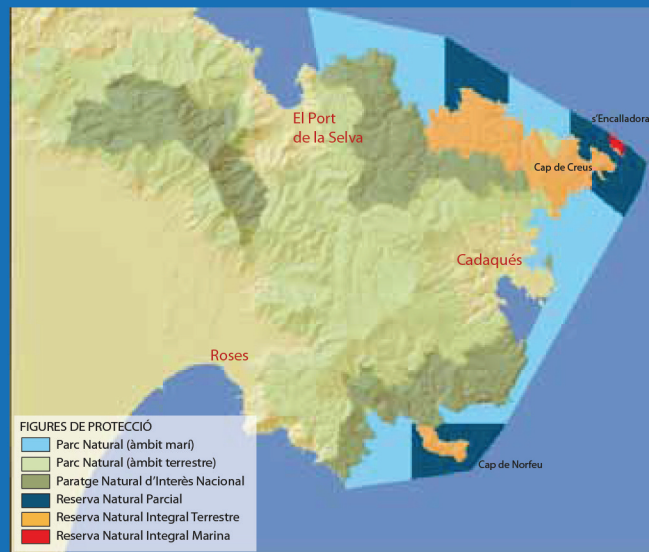 El Port
de la Selva
s'Encalladora
Cap de Creus
Cadaqués
Roses
Cap de Norfeu
FIGURES DE PROTECCIÓ
Parc Natural (àmbit marí)
Parc Natural (àmbit terrestre)
Paratge Natural d'Interès Nacional
Reserva Natural Parcial
Reserva Natural Integral Terrestre
Reserva Natural Integral Marina